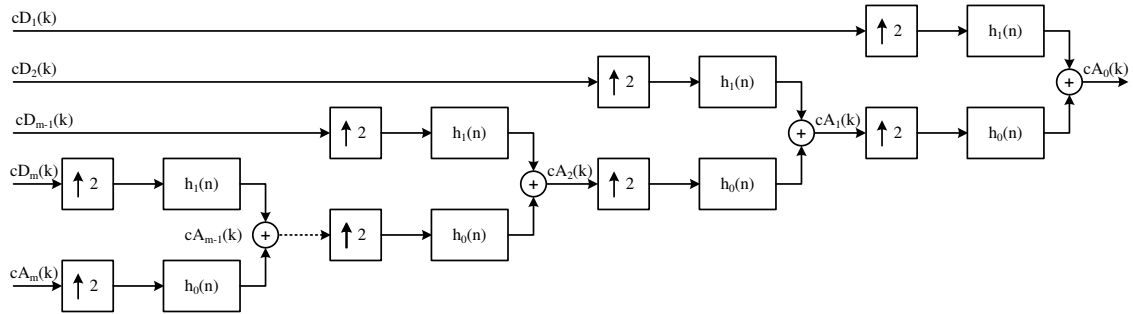 cD₁(k)
↑ 2
h₁(n)
cD₂(k)
↑ 2
h₁(n)
+
cA₀(k)
cDₘ₋₁(k)
↑ 2
h₁(n)
+
cA₁(k)
↑ 2
h₀(n)
cDₘ(k)
↑ 2
h₁(n)
+
cA₂(k)
↑ 2
h₀(n)
cAₘ₋₁(k)
+
↑ 2
h₀(n)
cAₘ(k)
↑ 2
h₀(n)